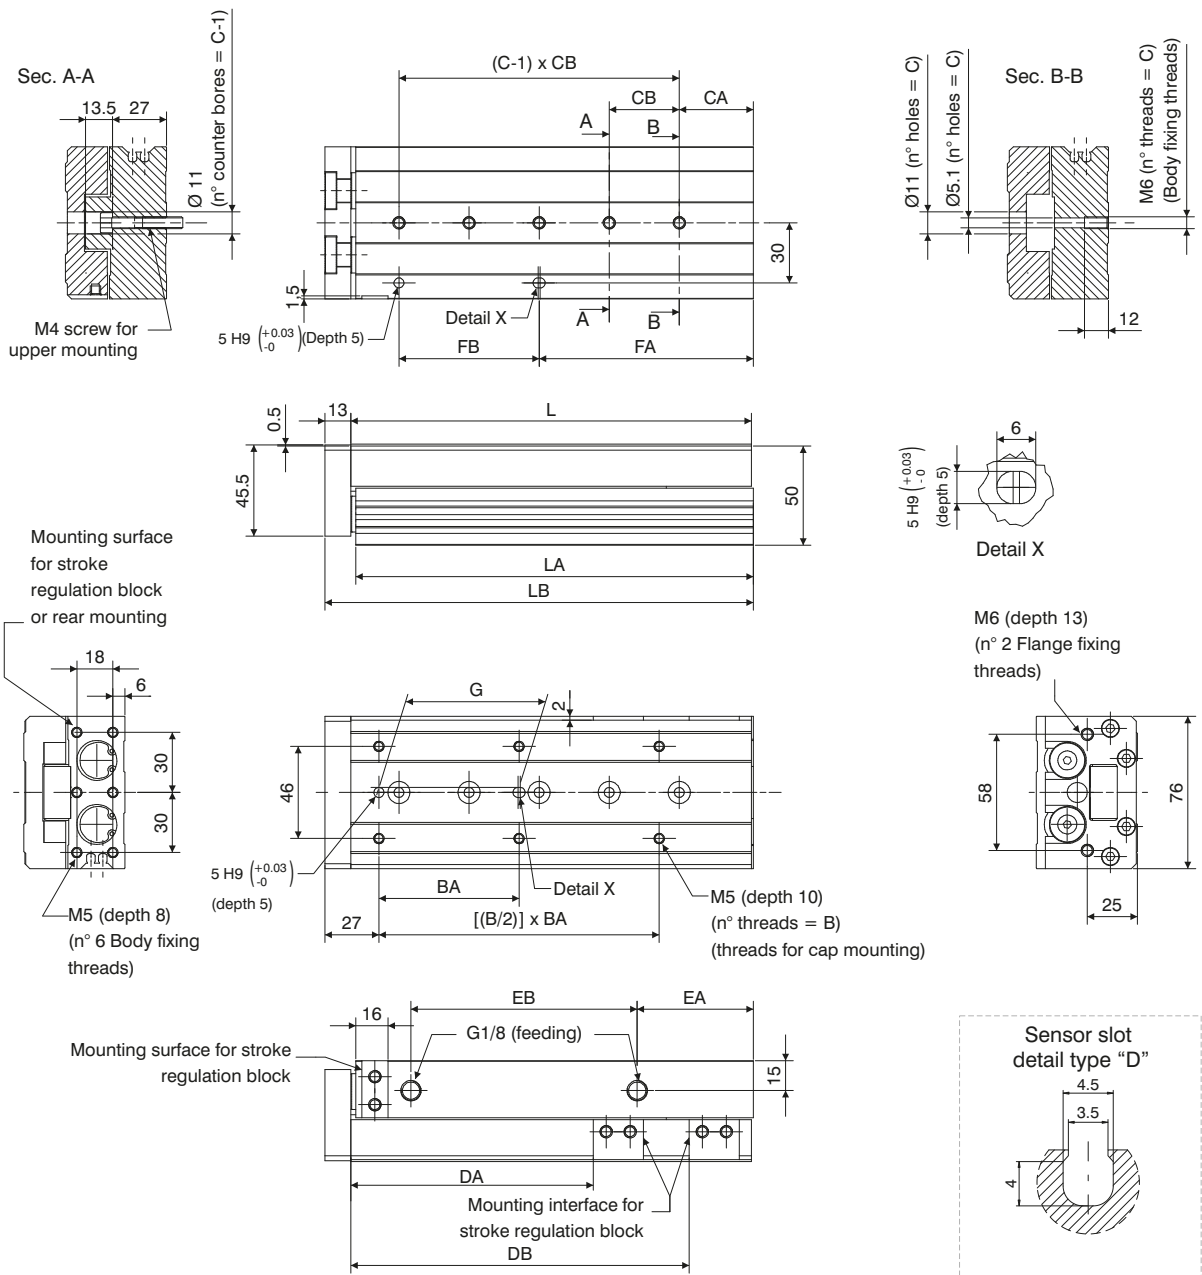 Sec. A-A
13.5
27
Ø 11
(n° counter bores = C-1)
M4 screw for
upper mounting
(C-1) x CB
CB
CA
A
B
30
1,5
5 H9 (+0.03 -0) (Depth 5)
Detail X
A
B
FB
FA
Sec. B-B
Ø11 (n° holes = C)
Ø5.1 (n° holes = C)
M6 (n° threads = C)
(Body fixing threads)
12
0.5
13
L
45.5
50
LA
LB
6
5 H9 (+0.03 -0)
(depth 5)
Detail X
Mounting surface
for stroke
regulation block
or rear mounting
18
6
30
30
M5 (depth 8)
(n° 6 Body fixing
threads)
G
2
46
5 H9 (+0.03 -0)
(depth 5)
BA
Detail X
27
[(B/2)] x BA
M5 (depth 10)
(n° threads = B)
(threads for cap mounting)
M6 (depth 13)
(n° 2 Flange fixing
threads)
58
76
25
EB
EA
16
G1/8 (feeding)
Mounting surface for stroke
regulation block
15
DA
Mounting interface for
stroke regulation block
DB
Sensor slot
detail type “D”
4.5
3.5
4